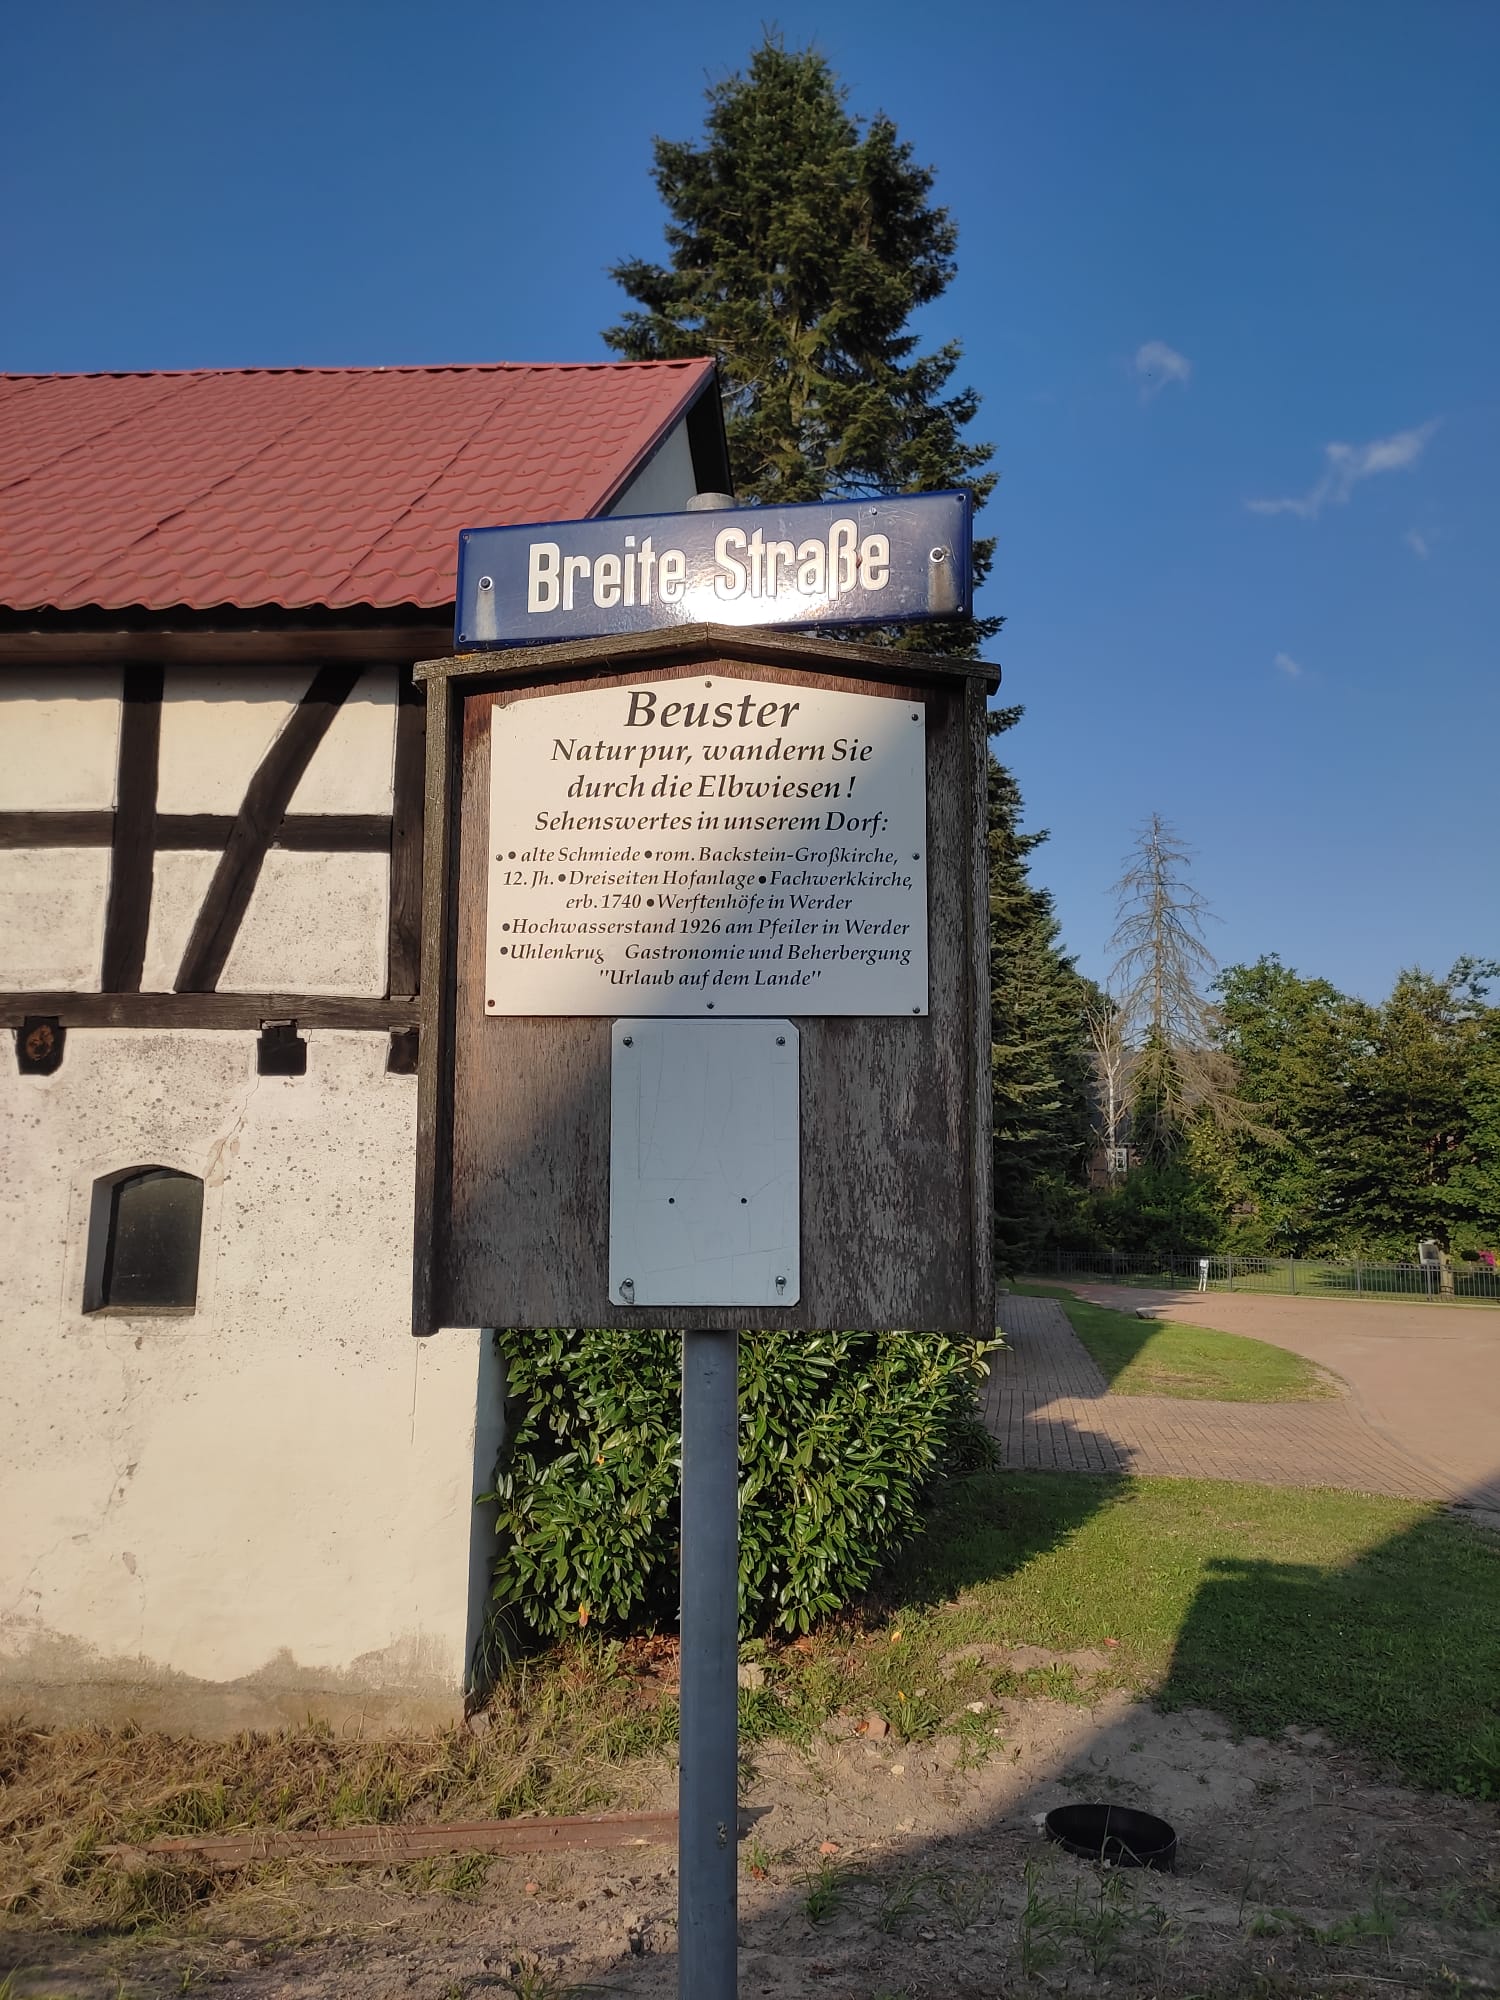 Breite Straße
Beuster
Natur pur, wandern Sie
durch die Elbwiesen!
Sehenswertes in unserem Dorf:
• alte Schmiede • rom. Backstein-Großkirche,
12. Jh. • Dreiseiten Hofanlage • Fachwerkkirche,
erb. 1740 • Werftenhöfe in Werder
• Hochwasserstand 1926 am Pfeiler in Werder
• Uhlenkrug Gastronomie und Beherbergung
"Urlaub auf dem Lande"